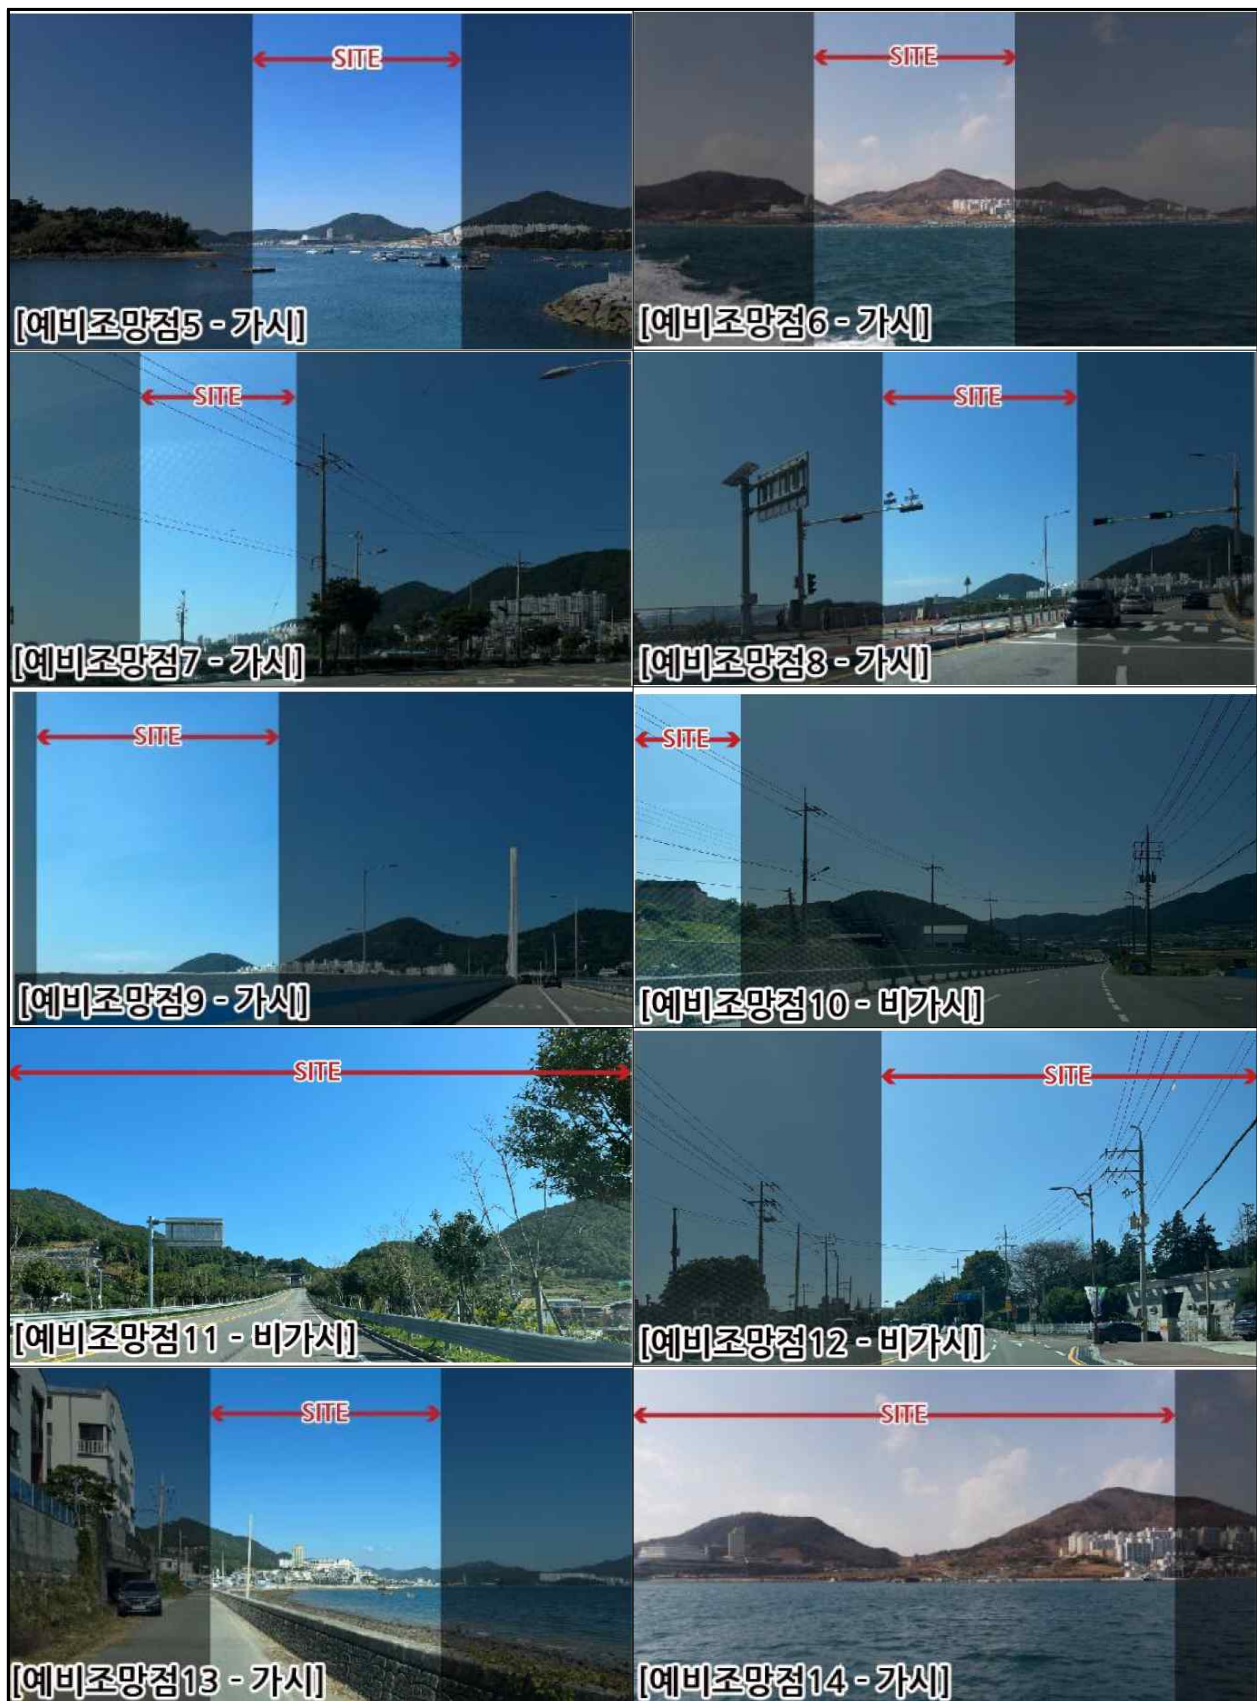 SITE
SITE
[예비조망점5 - 가시]
[예비조망점6 - 가시]
SITE
SITE
[예비조망점7 - 가시]
[예비조망점8 - 가시]
SITE
SITE
[예비조망점9 - 가시]
[예비조망점10 - 비가시]
SITE
SITE
[예비조망점11 - 비가시]
[예비조망점12 - 비가시]
SITE
SITE
[예비조망점13 - 가시]
[예비조망점14 - 가시]